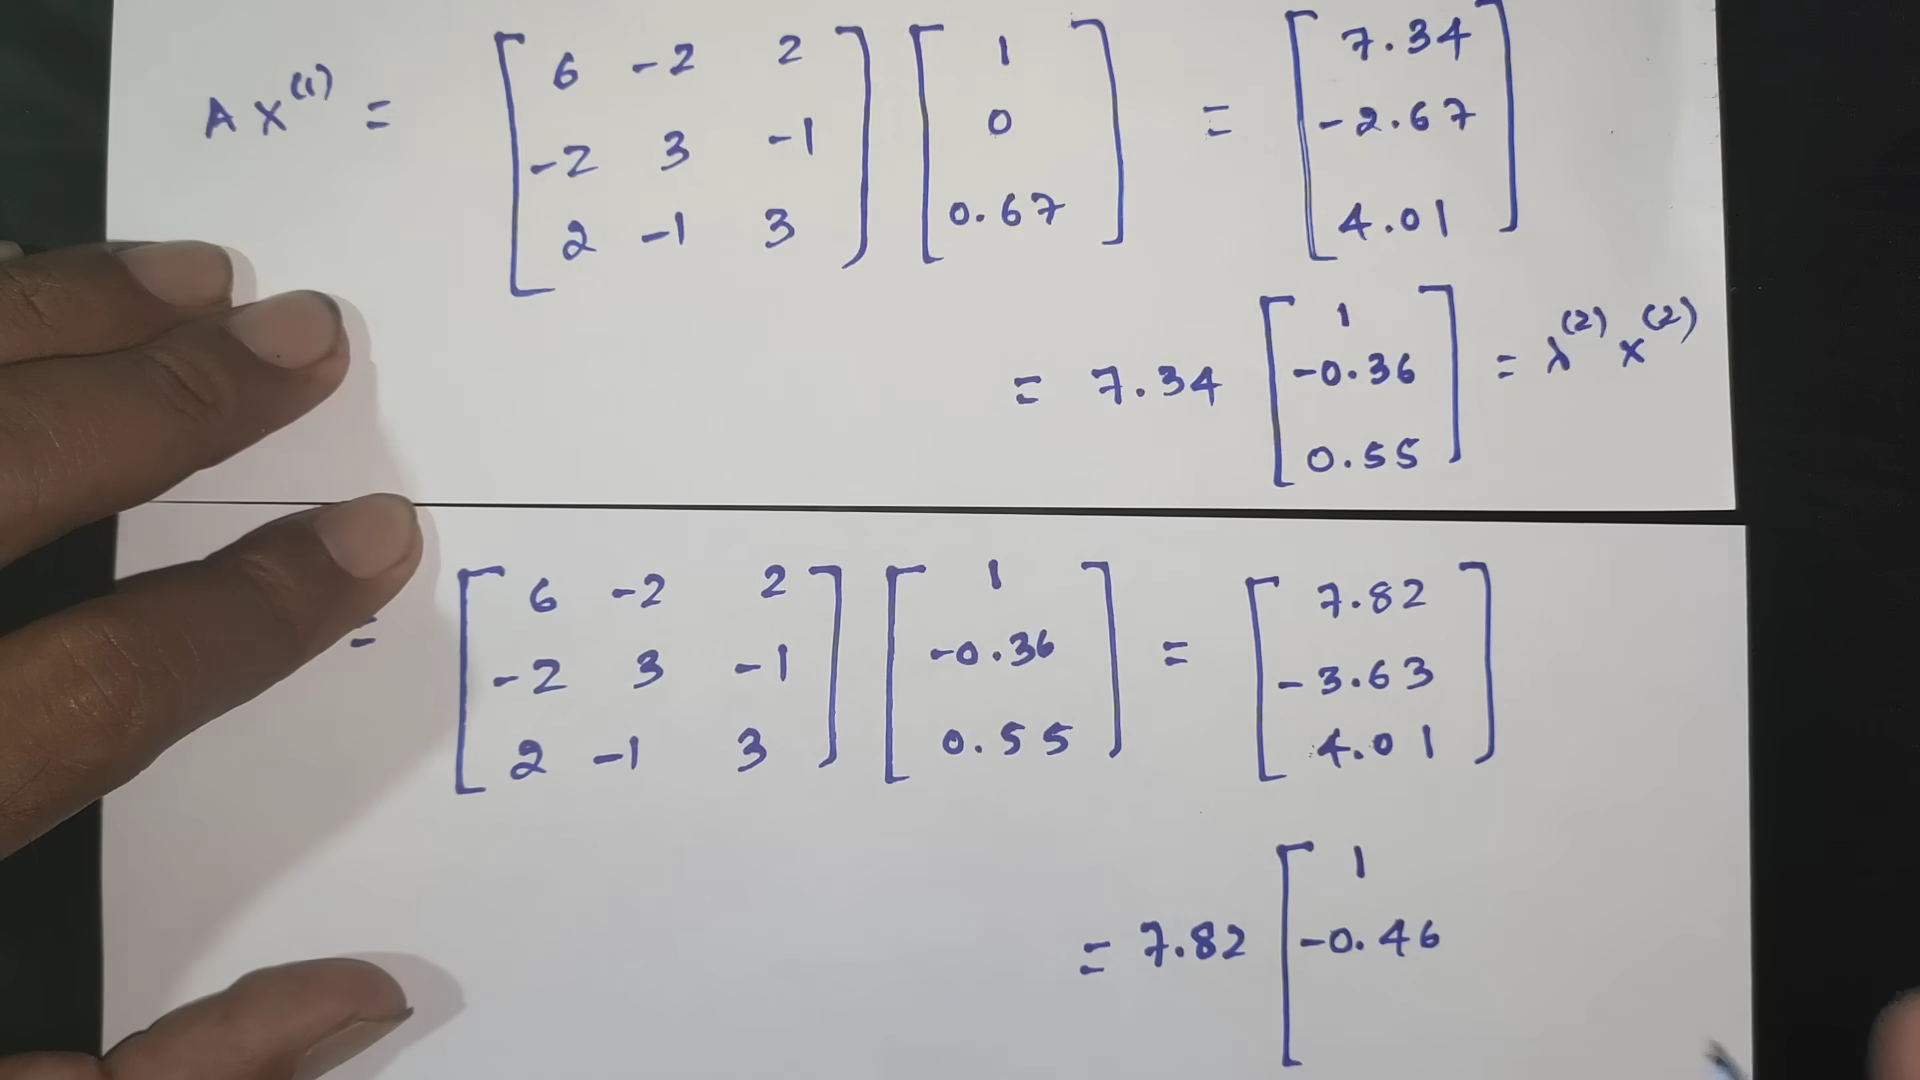 A X⁽¹⁾ = [ 6 -2 2 ] [ 1 ] = [ 7.34 ]
[ -2 3 -1 ] [ 0 ] [ -2.67 ]
[ 2 -1 3 ] [ 0.67 ] [ 4.01 ]
= 7.34 [ 1 ] = λ⁽²⁾ X⁽²⁾
[ -0.36 ]
[ 0.55 ]
= [ 6 -2 2 ] [ 1 ] = [ 7.82 ]
[ -2 3 -1 ] [ -0.36 ] [ -3.63 ]
[ 2 -1 3 ] [ 0.55 ] [ 4.01 ]
= 7.82 [ 1
[ -0.46